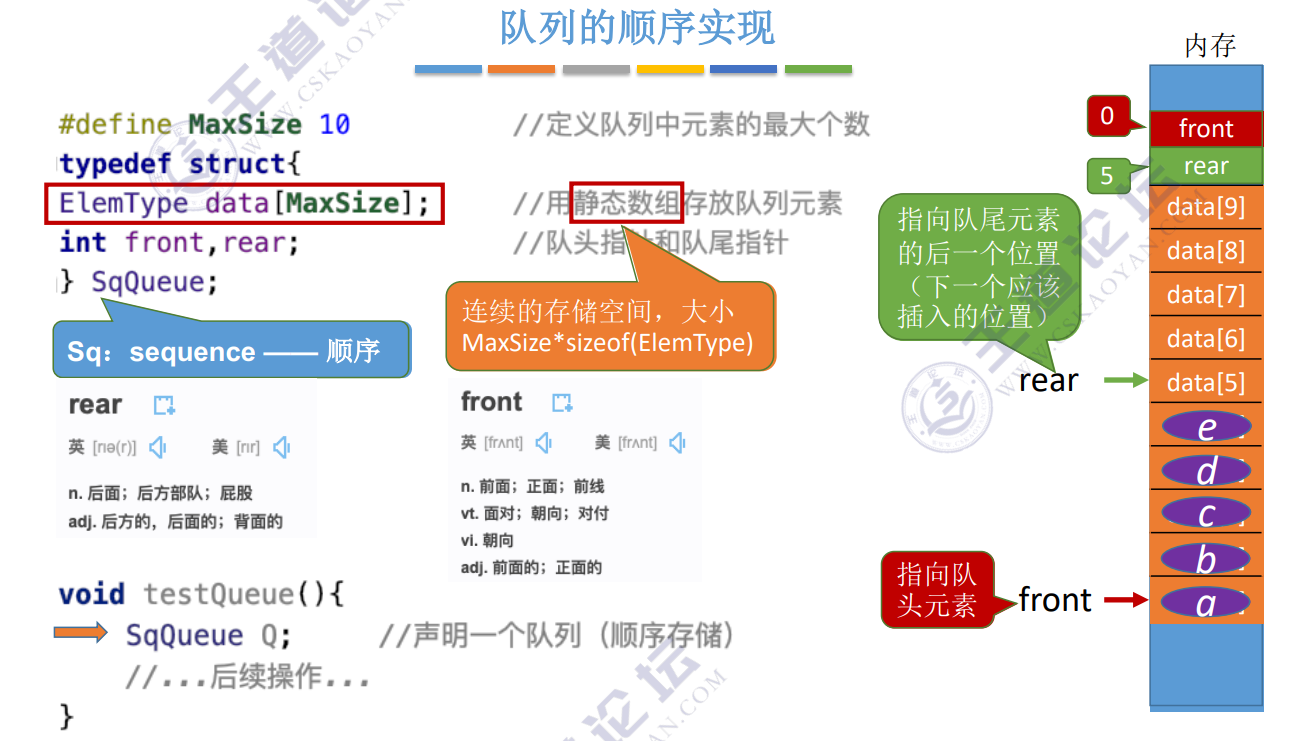 队列的顺序实现
#define MaxSize 10 //定义队列中元素的最大个数
typedef struct{
ElemType data[MaxSize]; //用静态数组存放队列元素
int front,rear; //队头指针和队尾指针
} SqQueue;
Sq：sequence —— 顺序
连续的存储空间，大小
MaxSize*sizeof(ElemType)
rear
英 [rɪə(r)] 美 [rɪr]
n. 后面；后方部队；屁股
adj. 后方的，后面的；背面的
front
英 [frʌnt] 美 [frʌnt]
n. 前面；正面；前线
vt. 面对；朝向；对付
vi. 朝向
adj. 前面的；正面的
void testQueue(){
SqQueue Q; //声明一个队列（顺序存储）
//...后续操作...
}
内存
0
front
5
rear
指向队尾元素
的后一个位置
（下一个应该
插入的位置）
data[9]
data[8]
data[7]
data[6]
rear
data[5]
e
d
c
b
指向队
头元素
front
a
王道论坛
WWW.CSKAOYAN.COM